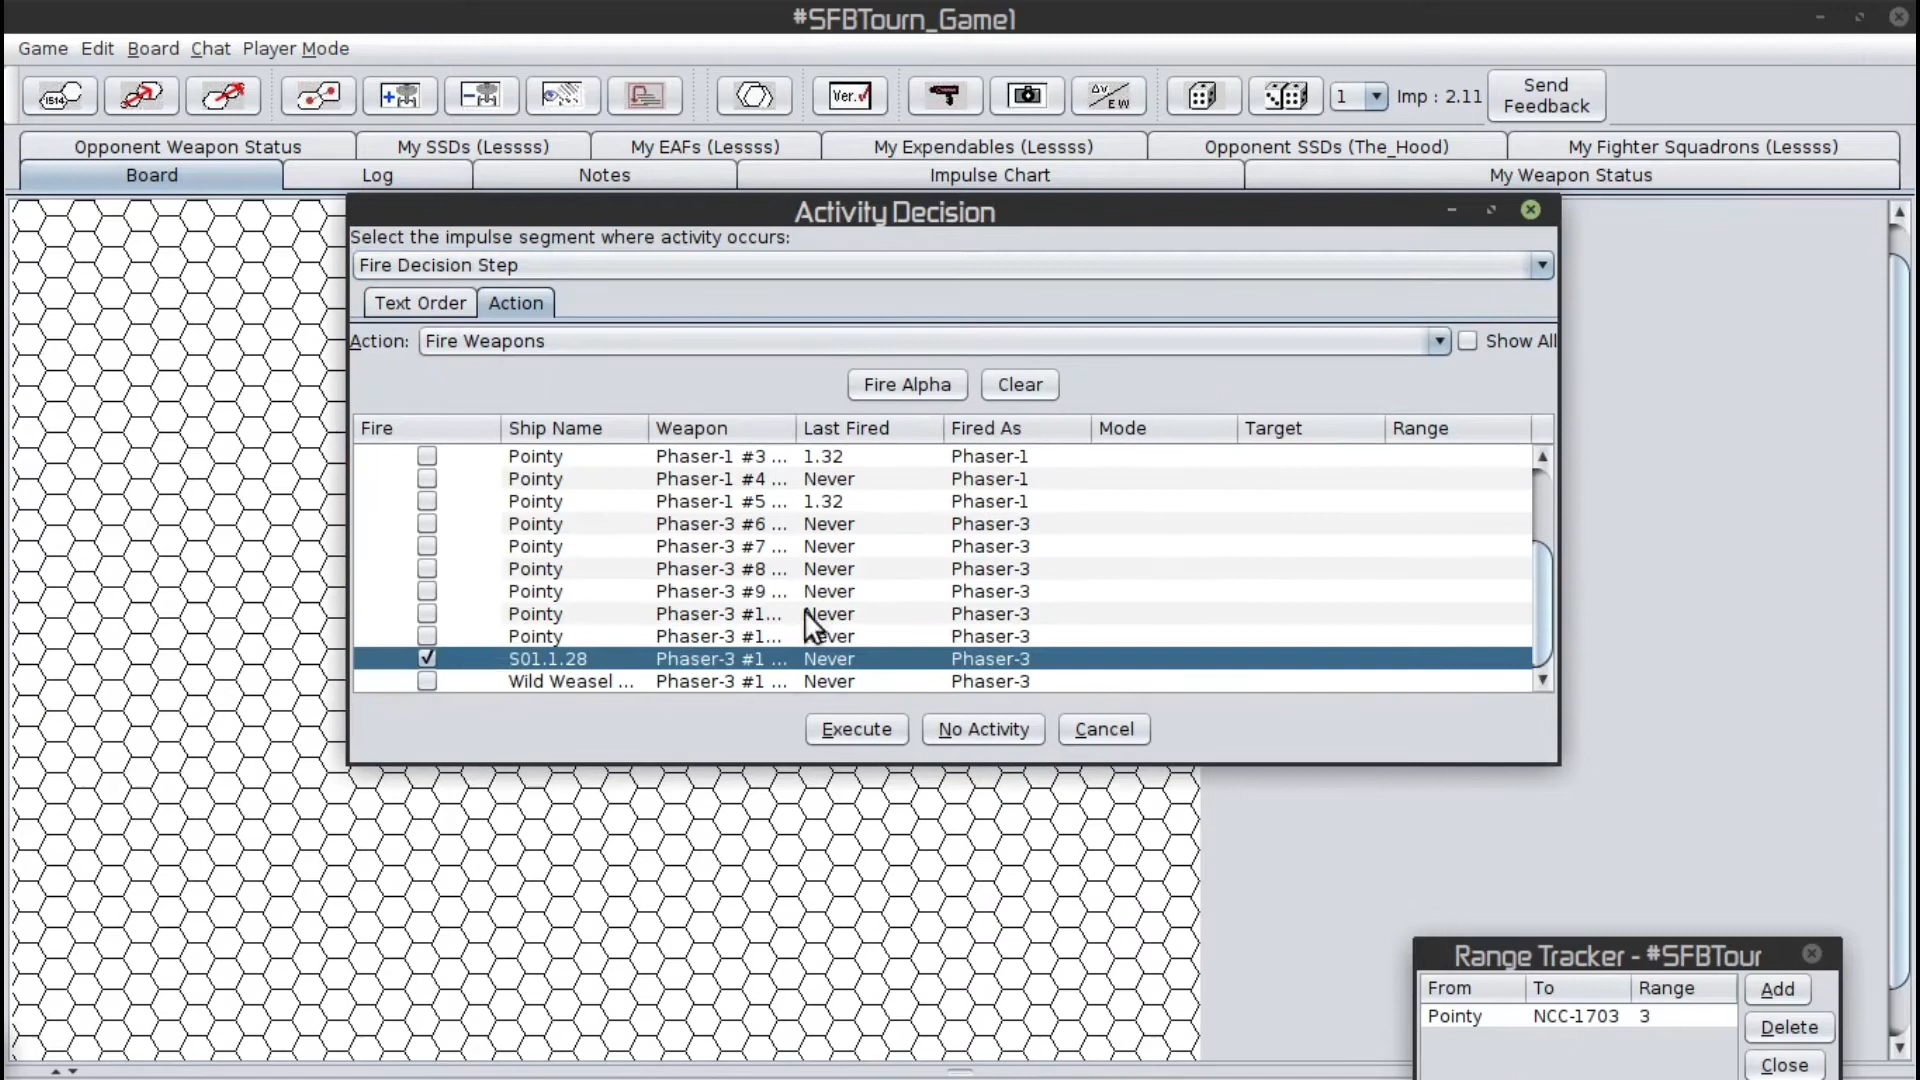 #SFBTourn_Game1
Game Edit Board Chat Player Mode
1514 Ver. ΔV/EW 1 Imp : 2.11 Send Feedback
Opponent Weapon Status My SSDs (Lessss) My EAFs (Lessss) My Expendables (Lessss) Opponent SSDs (The_Hood) My Fighter Squadrons (Lessss)
Board Log Notes Impulse Chart My Weapon Status
Activity Decision
Select the impulse segment where activity occurs:
Fire Decision Step
Text Order Action
Action: Fire Weapons Show All
Fire Alpha Clear
Fire Ship Name Weapon Last Fired Fired As Mode Target Range
Pointy Phaser-1 #3 ... 1.32 Phaser-1
Pointy Phaser-1 #4 ... Never Phaser-1
Pointy Phaser-1 #5 ... 1.32 Phaser-1
Pointy Phaser-3 #6 ... Never Phaser-3
Pointy Phaser-3 #7 ... Never Phaser-3
Pointy Phaser-3 #8 ... Never Phaser-3
Pointy Phaser-3 #9 ... Never Phaser-3
Pointy Phaser-3 #1... Never Phaser-3
Pointy Phaser-3 #1... Never Phaser-3
S01.1.28 Phaser-3 #1 ... Never Phaser-3
Wild Weasel ... Phaser-3 #1 ... Never Phaser-3
Execute No Activity Cancel
Range Tracker - #SFBTour
From To Range Add
Pointy NCC-1703 3 Delete
Close